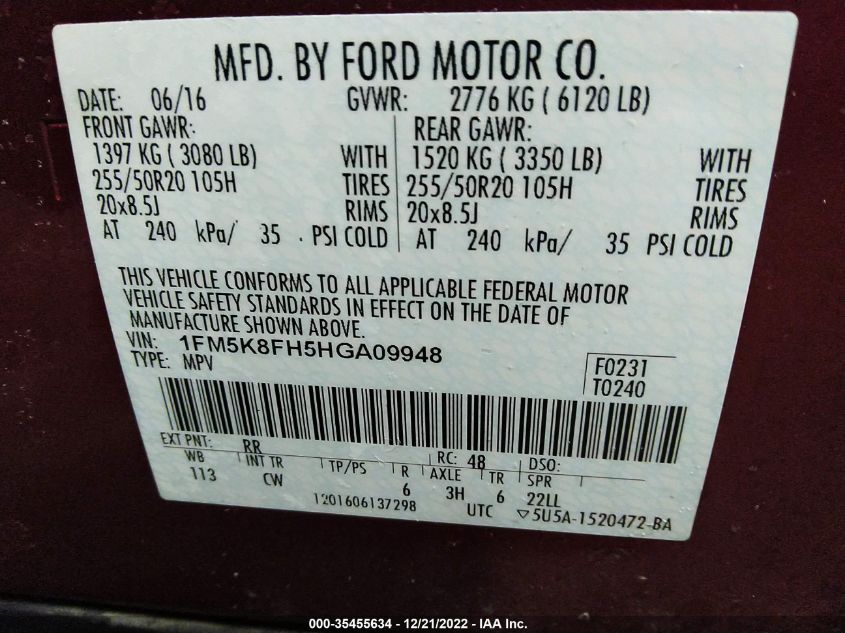 MFD. BY FORD MOTOR CO.
DATE: 06/16 GVWR: 2776 KG ( 6120 LB)
FRONT GAWR: REAR GAWR:
1397 KG ( 3080 LB) WITH 1520 KG ( 3350 LB) WITH
255/50R20 105H TIRES 255/50R20 105H TIRES
20x8.5J RIMS 20x8.5J RIMS
AT 240 kPa/ 35 PSI COLD AT 240 kPa/ 35 PSI COLD
THIS VEHICLE CONFORMS TO ALL APPLICABLE FEDERAL MOTOR
VEHICLE SAFETY STANDARDS IN EFFECT ON THE DATE OF
MANUFACTURE SHOWN ABOVE.
VIN: 1FM5K8FH5HGA09948
TYPE: MPV
F0231
T0240
EXT PNT: RR RC: 48 DSO:
WB INT TR TP/PS R AXLE TR SPR
113 CW 6 3H 6 22LL
1201606137298 UTC ▽5U5A-1520472-BA
000-35455634 - 12/21/2022 - IAA Inc.